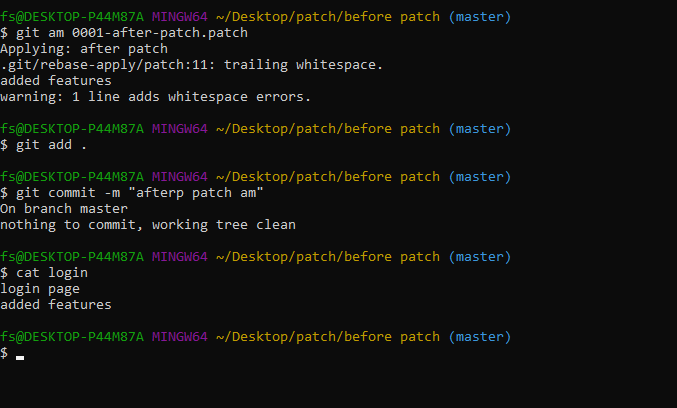 fs@DESKTOP-P44M87A MINGW64 ~/Desktop/patch/before patch (master)
$ git am 0001-after-patch.patch
Applying: after patch
.git/rebase-apply/patch:11: trailing whitespace.
added features
warning: 1 line adds whitespace errors.
fs@DESKTOP-P44M87A MINGW64 ~/Desktop/patch/before patch (master)
$ git add .
fs@DESKTOP-P44M87A MINGW64 ~/Desktop/patch/before patch (master)
$ git commit -m "afterp patch am"
On branch master
nothing to commit, working tree clean
fs@DESKTOP-P44M87A MINGW64 ~/Desktop/patch/before patch (master)
$ cat login
login page
added features
fs@DESKTOP-P44M87A MINGW64 ~/Desktop/patch/before patch (master)
$